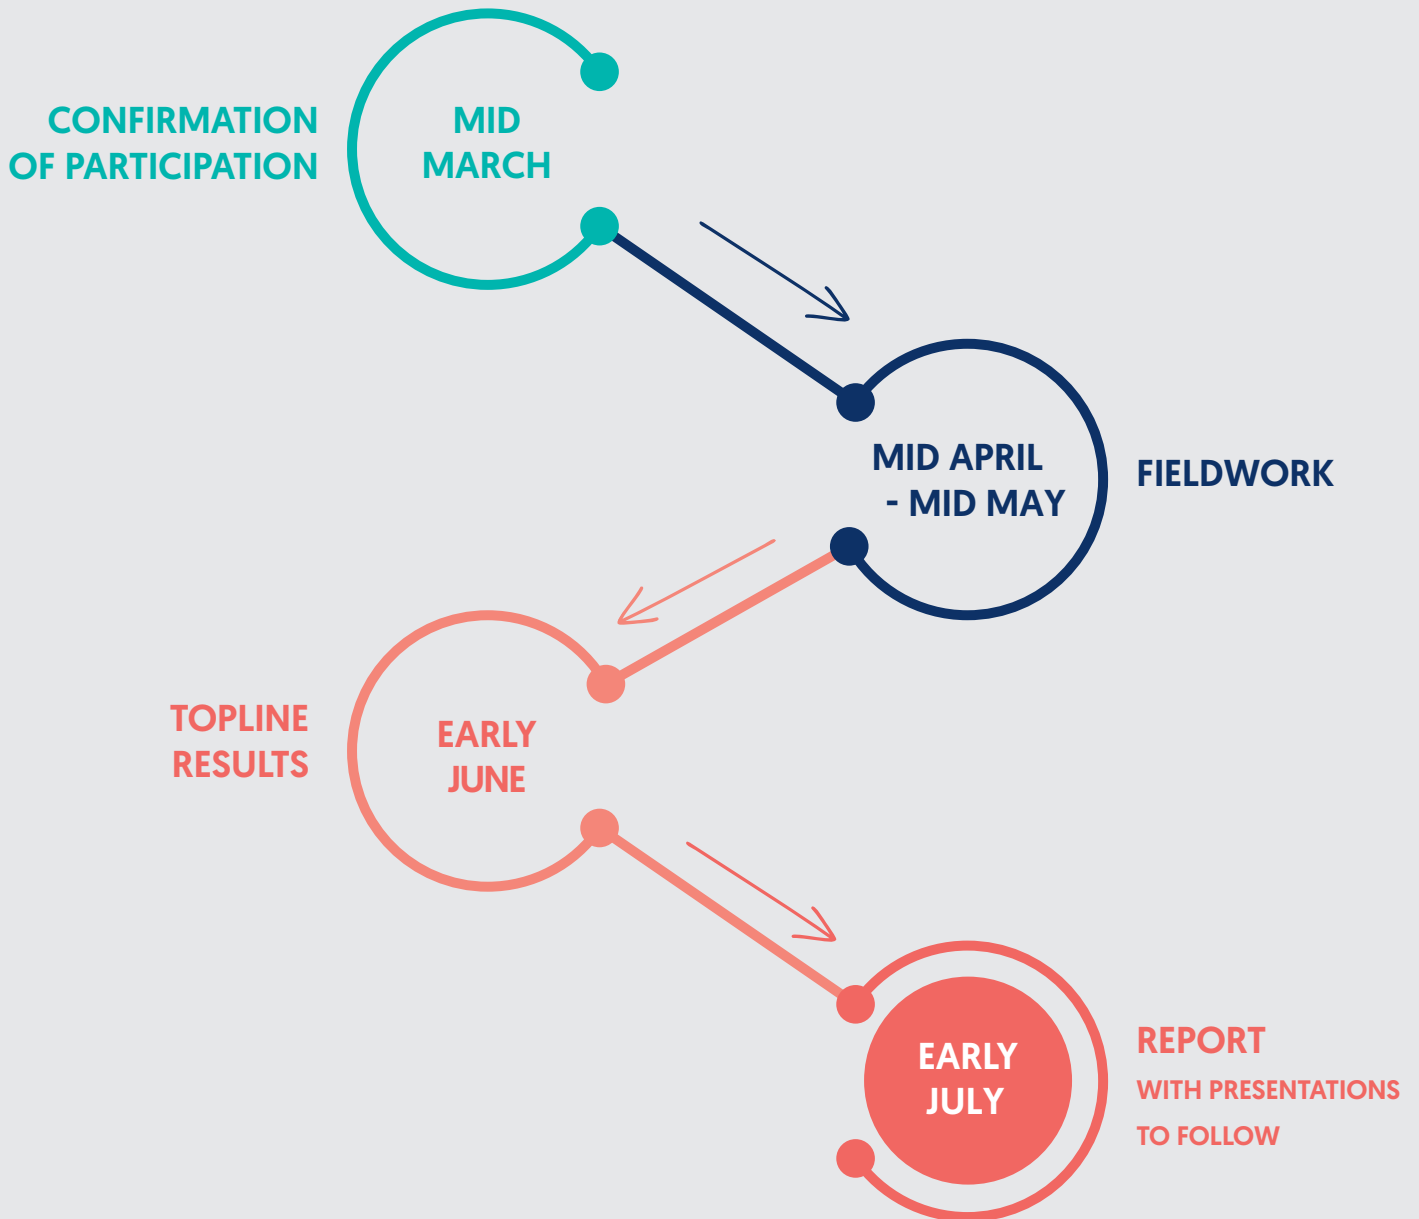 CONFIRMATION
OF PARTICIPATION
MID
MARCH
MID APRIL
- MID MAY
FIELDWORK
TOPLINE
RESULTS
EARLY
JUNE
EARLY
JULY
REPORT
WITH PRESENTATIONS
TO FOLLOW